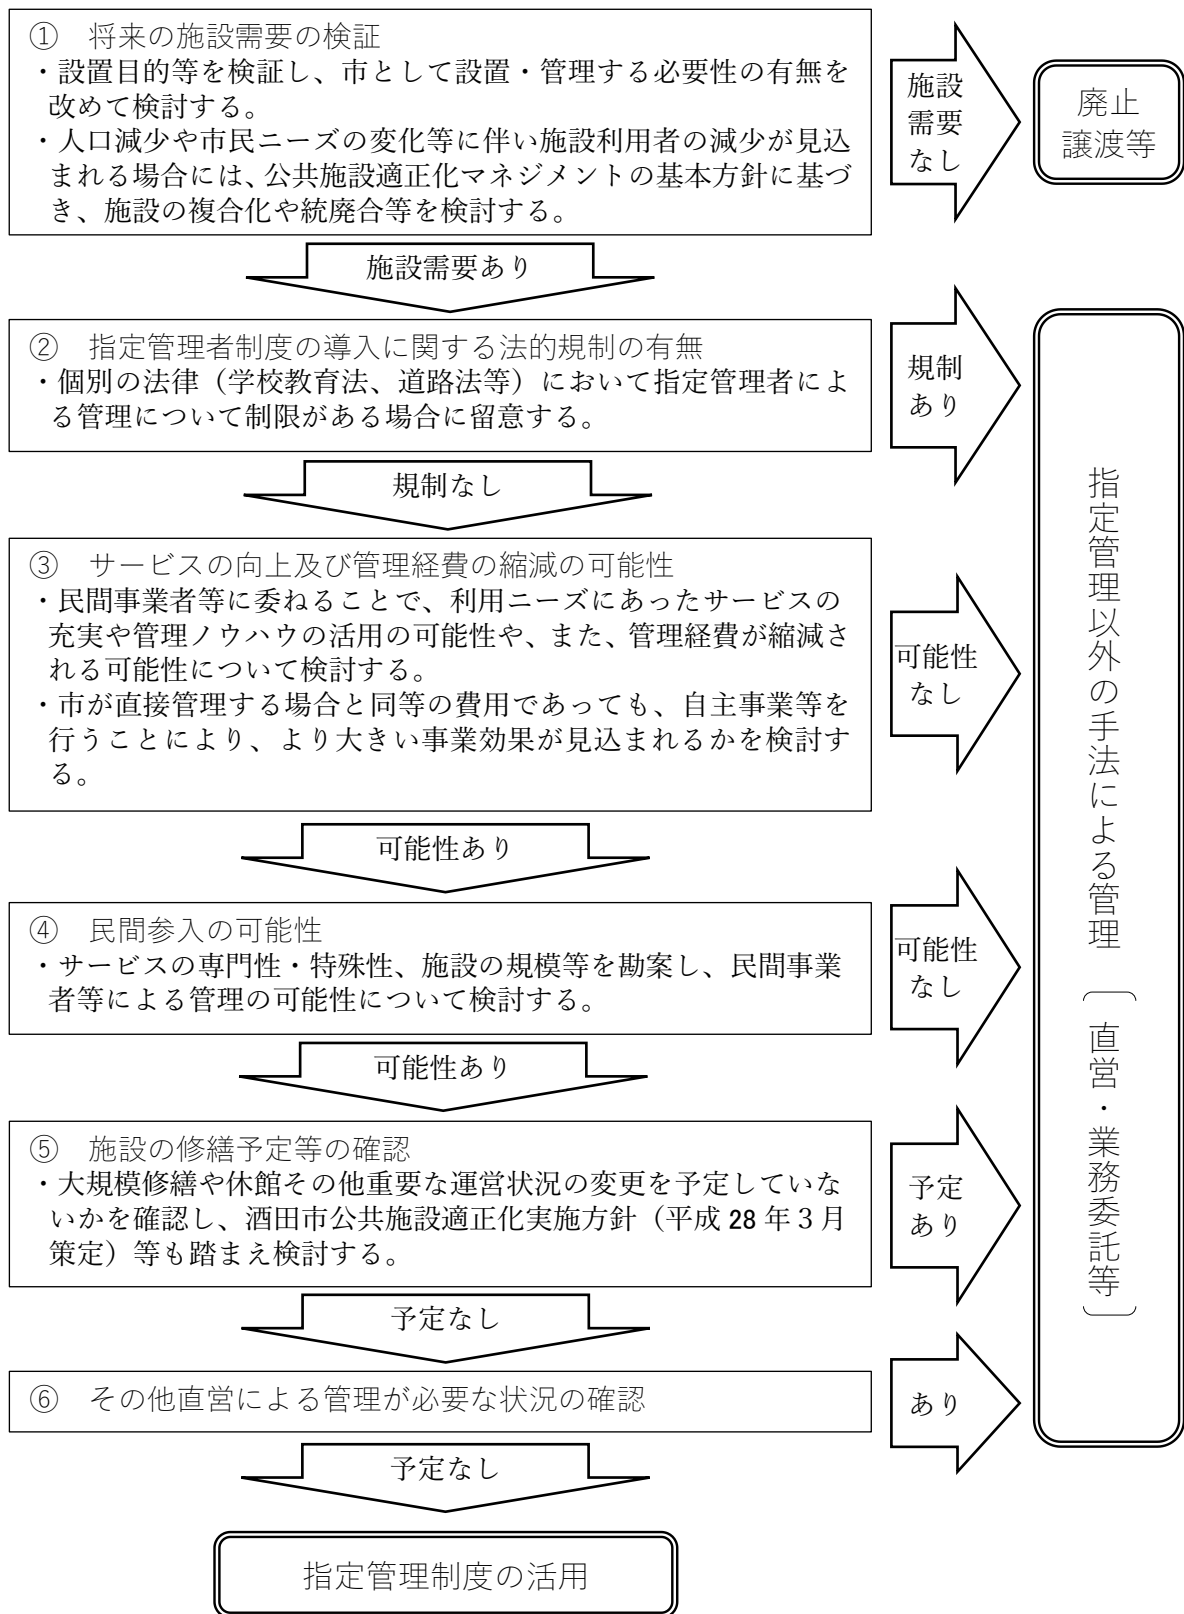 ① 将来の施設需要の検証
・設置目的等を検証し、市として設置・管理する必要性の有無を
改めて検討する。
・人口減少や市民ニーズの変化等に伴い施設利用者の減少が見込
まれる場合には、公共施設適正化マネジメントの基本方針に基づ
き、施設の複合化や統廃合等を検討する。
施設
需要
なし
廃止
譲渡等
施設需要あり
② 指定管理者制度の導入に関する法的規制の有無
・個別の法律（学校教育法、道路法等）において指定管理者によ
る管理について制限がある場合に留意する。
規制
あり
規制なし
③ サービスの向上及び管理経費の縮減の可能性
・民間事業者等に委ねることで、利用ニーズにあったサービスの
充実や管理ノウハウの活用の可能性や、また、管理経費が縮減さ
れる可能性について検討する。
・市が直接管理する場合と同等の費用であっても、自主事業等を
行うことにより、より大きい事業効果が見込まれるかを検討す
る。
可能性
なし
可能性あり
④ 民間参入の可能性
・サービスの専門性・特殊性、施設の規模等を勘案し、民間事業
者等による管理の可能性について検討する。
可能性
なし
可能性あり
⑤ 施設の修繕予定等の確認
・大規模修繕や休館その他重要な運営状況の変更を予定していな
いかを確認し、酒田市公共施設適正化実施方針（平成 28 年３月
策定）等も踏まえ検討する。
予定
あり
予定なし
⑥ その他直営による管理が必要な状況の確認
あり
指定管理以外の手法による管理〔直営・業務委託等〕
予定なし
指定管理制度の活用